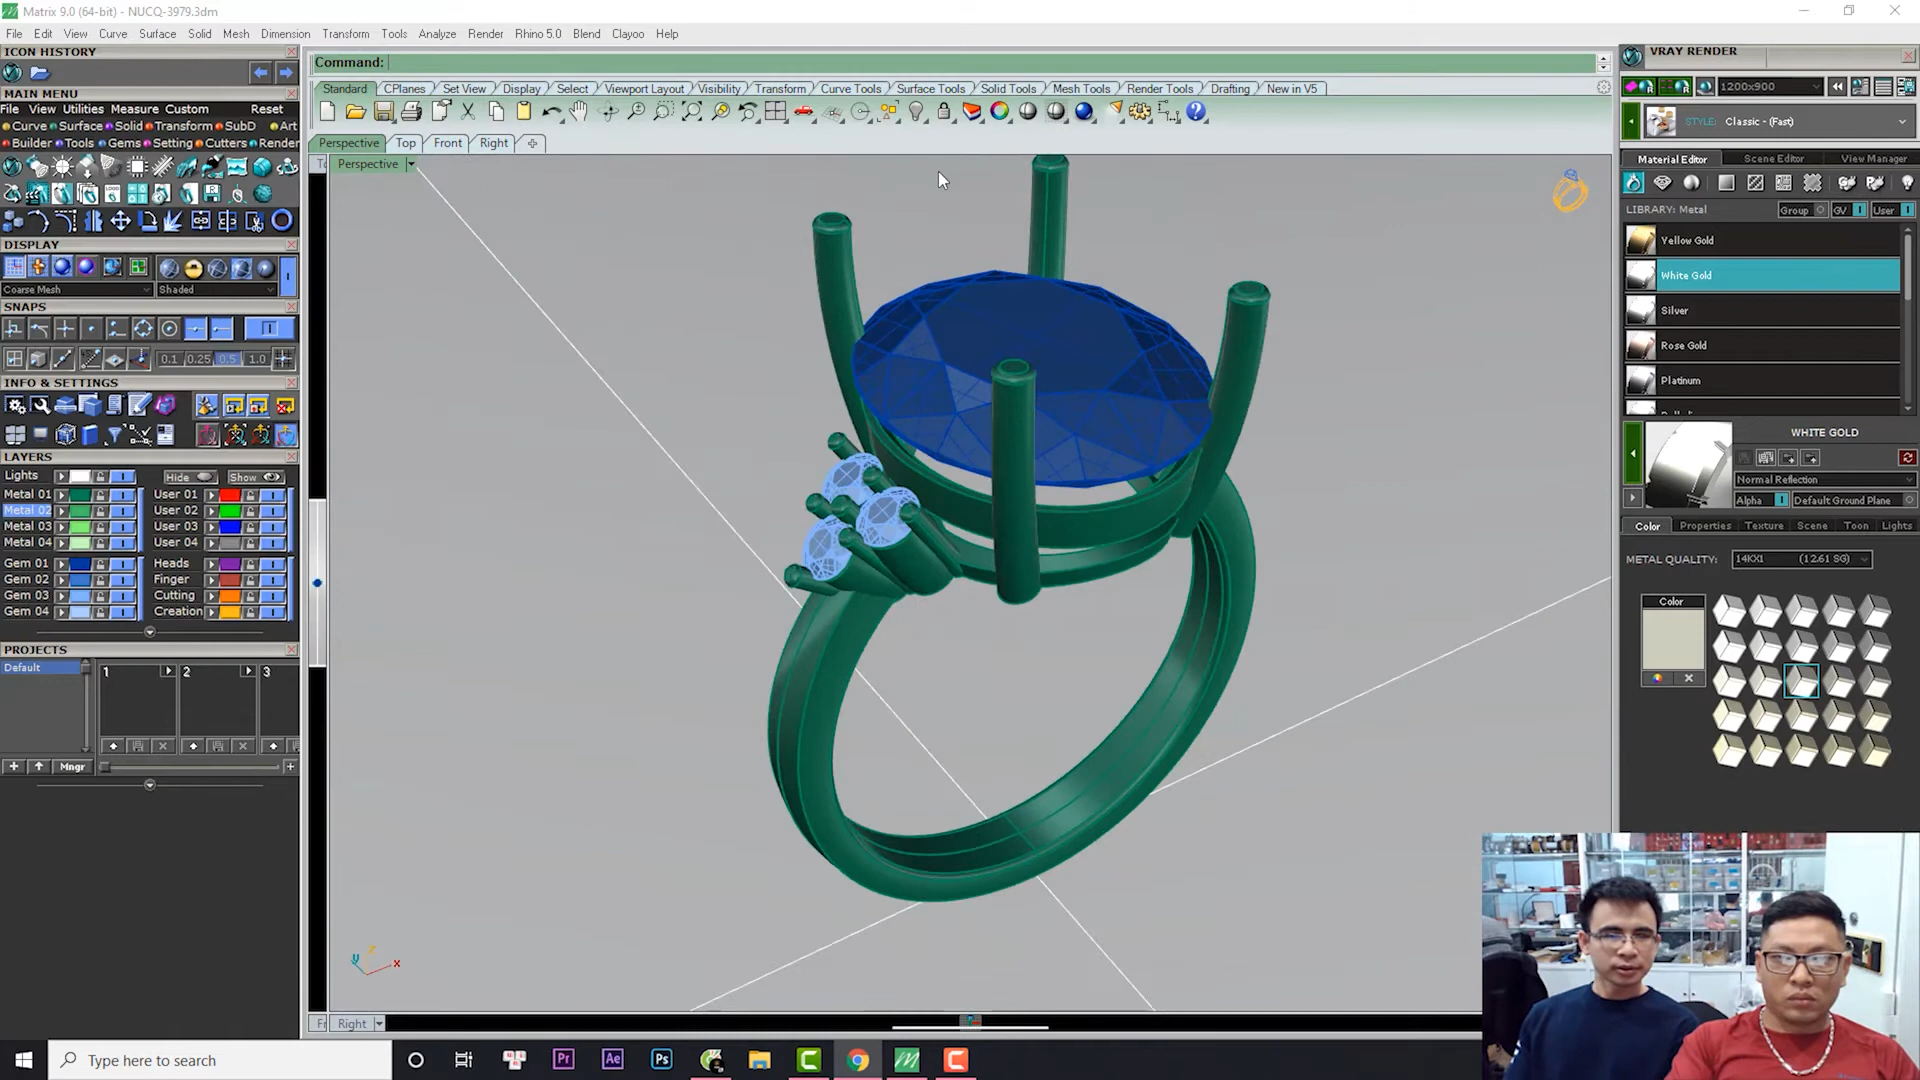 Matrix 9.0 (64-bit) - NUCQ-3979.3dm
File Edit View Curve Surface Solid Mesh Dimension Transform Tools Analyze Render Rhino 5.0 Blend Clayoo Help
ICON HISTORY
MAIN MENU
File View Utilities Measure Custom Reset
Curve Surface Solid Transform SubD Art
Builder Tools Gems Setting Cutters Render
DISPLAY
Coarse Mesh Shaded
SNAPS
0.1 0.25 0.5 1.0
INFO & SETTINGS
LAYERS
Lights Hide Show
Metal 01 User 01
Metal 02 User 02
Metal 03 User 03
Metal 04 User 04
Gem 01 Heads
Gem 02 Finger
Gem 03 Cutting
Gem 04 Creation
PROJECTS
Default 1 2 3
Mngr
Command:
Standard CPlanes Set View Display Select Viewport Layout Visibility Transform Curve Tools Surface Tools Solid Tools Mesh Tools Render Tools Drafting New in V5
Perspective Top Front Right
Perspective
y x
Right
VRAY RENDER
1200x900
STYLE: Classic - (Fast)
Material Editor Scene Editor View Manager
LIBRARY: Metal Group GV User
Yellow Gold
White Gold
Silver
Rose Gold
Platinum
WHITE GOLD
Normal Reflection
Alpha Default Ground Plane
Color Properties Texture Scene Toon Lights
METAL QUALITY: 14KX1 (12.61 SG)
Color
Type here to search
Pr Ae Ps